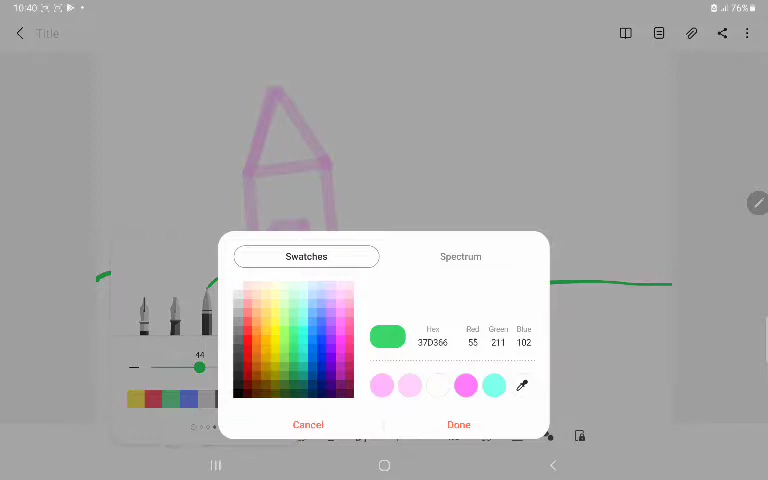 10:40
76%
Title
Swatches
Spectrum
Hex
Red
Green
Blue
37D366
55
211
102
44
Cancel
Done